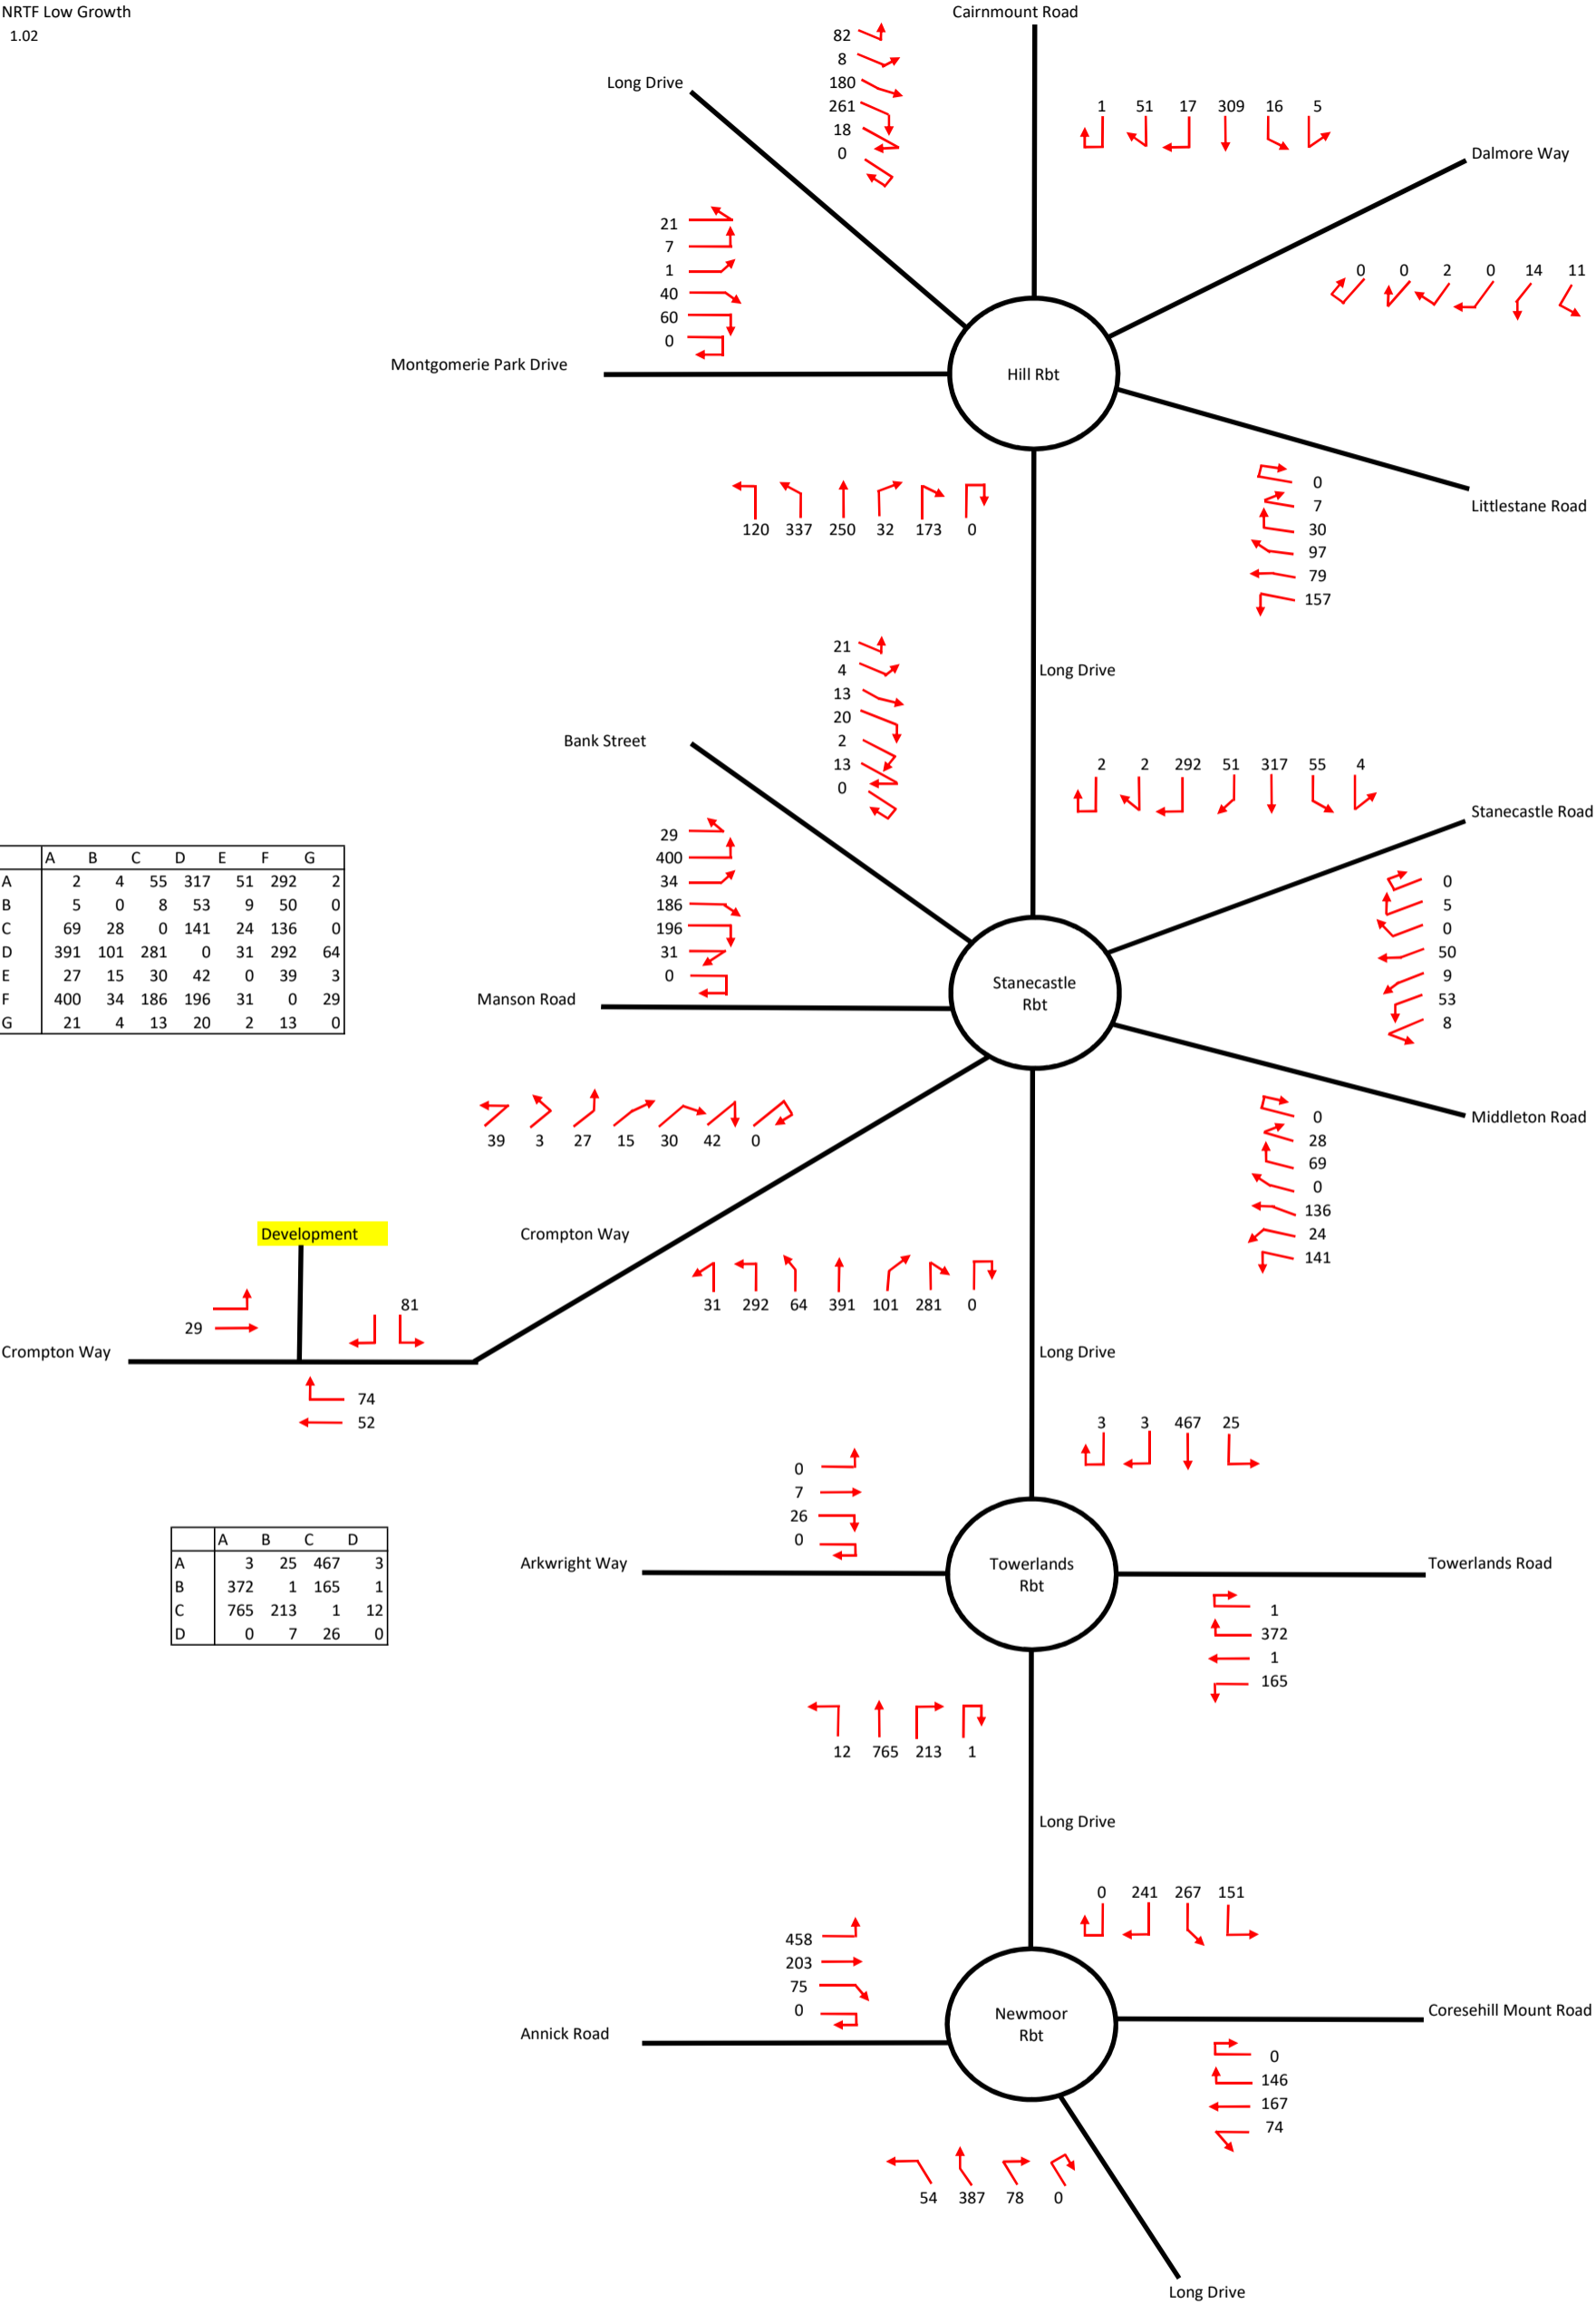 NRTF Low Growth
1.02
Cairnmount Road
82
8
180
261
18
0
Long Drive
1 51 17 309 16 5
Dalmore Way
21
7
1
40
60
0
0 0 2 0 14 11
Montgomerie Park Drive
Hill Rbt
120 337 250 32 173 0
0
7
30
97
79
157
Littlestane Road
Long Drive
21
4
13
20
2
13
0
Bank Street
2 2 292 51 317 55 4
Stanecastle Road
29
400
34
186
196
31
0
0
5
0
50
9
53
8
A B C D E F G
A 2 4 55 317 51 292 2
B 5 0 8 53 9 50 0
C 69 28 0 141 24 136 0
D 391 101 281 0 31 292 64
E 27 15 30 42 0 39 3
F 400 34 186 196 31 0 29
G 21 4 13 20 2 13 0
Manson Road
Stanecastle
Rbt
39 3 27 15 30 42 0
0
28
69
0
136
24
141
Middleton Road
Development
Crompton Way
31 292 64 391 101 281 0
81
29
Crompton Way
74
52
Long Drive
3 3 467 25
0
7
26
0
A B C D
A 3 25 467 3
B 372 1 165 1
C 765 213 1 12
D 0 7 26 0
Arkwright Way
Towerlands
Rbt
Towerlands Road
1
372
1
165
12 765 213 1
Long Drive
0 241 267 151
458
203
75
0
Annick Road
Newmoor
Rbt
Coresehill Mount Road
0
146
167
74
54 387 78 0
Long Drive